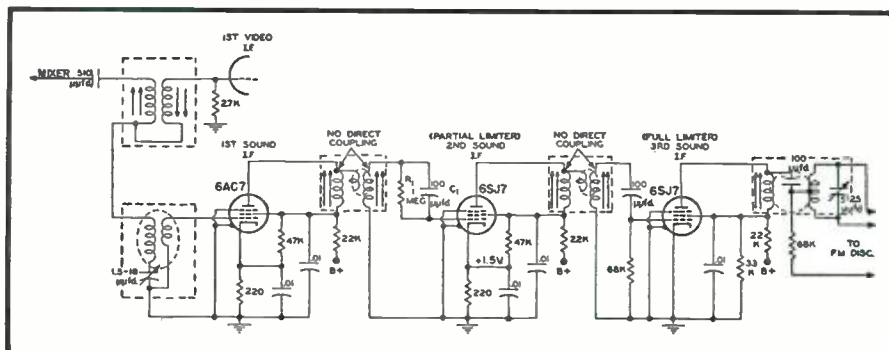 1ST VIDEO
I.F.
MIXER 510
µµfd.
27K
1ST SOUND
I.F.
NO DIRECT
COUPLING
(PARTIAL LIMITER)
2ND SOUND
I.F.
NO DIRECT
COUPLING
(FULL LIMITER)
3RD SOUND
I.F.
6AC7
R1
1
MEG
100
µµfd.
C1
6SJ7
100
µµfd.
6SJ7
100
µµfd.
25
µµfd.
1.5-18
µµfd.
47K
22K
B+
.01
220
.01
47K
+1.5V
22K
B+
.01
220
.01
68K
.01
33
K
22
K
B+
68K
TO
FM DISC.